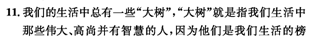 11. 我们的生活中总有一些“大树”，“大树”就是指我们生活中
那些伟大、高尚并有智慧的人，因为他们是我们生活的榜